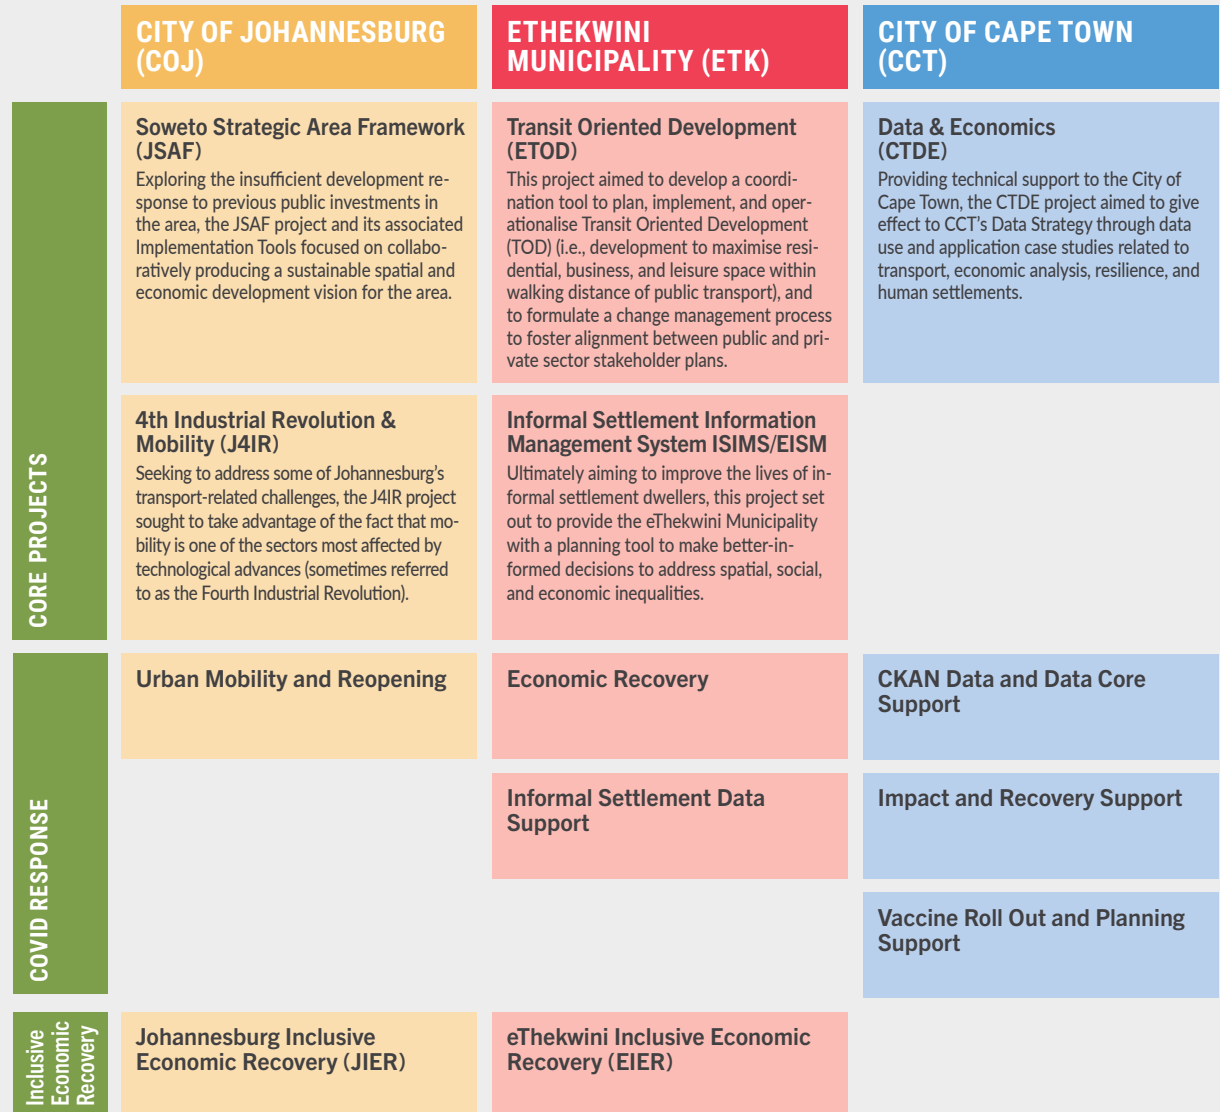 CITY OF JOHANNESBURG
(COJ)
ETHEKWINI
MUNICIPALITY (ETK)
CITY OF CAPE TOWN
(CCT)
CORE PROJECTS
Soweto Strategic Area Framework
(JSAF)
Exploring the insufficient development re-
sponse to previous public investments in
the area, the JSAF project and its associated
Implementation Tools focused on collabo-
ratively producing a sustainable spatial and
economic development vision for the area.
Transit Oriented Development
(ETOD)
This project aimed to develop a coordi-
nation tool to plan, implement, and oper-
ationalise Transit Oriented Development
(TOD) (i.e., development to maximise resi-
dential, business, and leisure space within
walking distance of public transport), and
to formulate a change management process
to foster alignment between public and pri-
vate sector stakeholder plans.
Data & Economics
(CTDE)
Providing technical support to the City of
Cape Town, the CTDE project aimed to give
effect to CCT's Data Strategy through data
use and application case studies related to
transport, economic analysis, resilience, and
human settlements.
4th Industrial Revolution &
Mobility (J4IR)
Seeking to address some of Johannesburg's
transport-related challenges, the J4IR project
sought to take advantage of the fact that mo-
bility is one of the sectors most affected by
technological advances (sometimes referred
to as the Fourth Industrial Revolution).
Informal Settlement Information
Management System ISIMS/EISM
Ultimately aiming to improve the lives of in-
formal settlement dwellers, this project set
out to provide the eThekwini Municipality
with a planning tool to make better-in-
formed decisions to address spatial, social,
and economic inequalities.
COVID RESPONSE
Urban Mobility and Reopening
Economic Recovery
CKAN Data and Data Core
Support
Informal Settlement Data
Support
Impact and Recovery Support
Vaccine Roll Out and Planning
Support
Inclusive
Economic
Recovery
Johannesburg Inclusive
Economic Recovery (JIER)
eThekwini Inclusive Economic
Recovery (EIER)